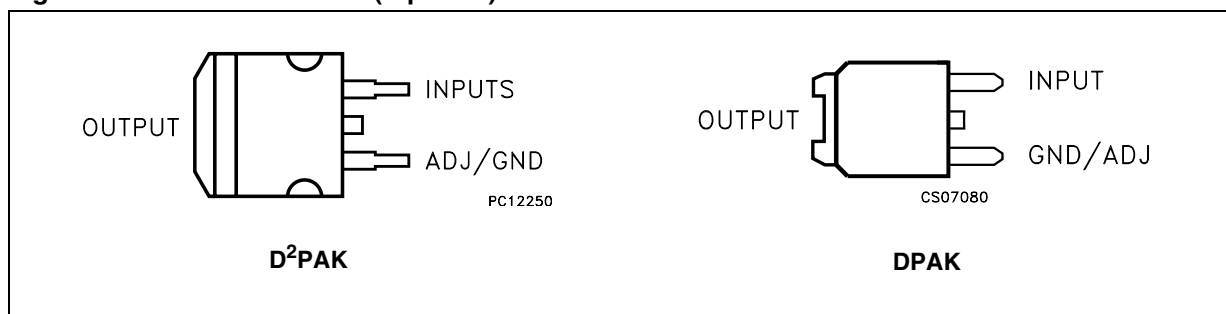 OUTPUT
INPUTS
ADJ/GND
PC12250
D²PAK
OUTPUT
INPUT
GND/ADJ
CS07080
DPAK